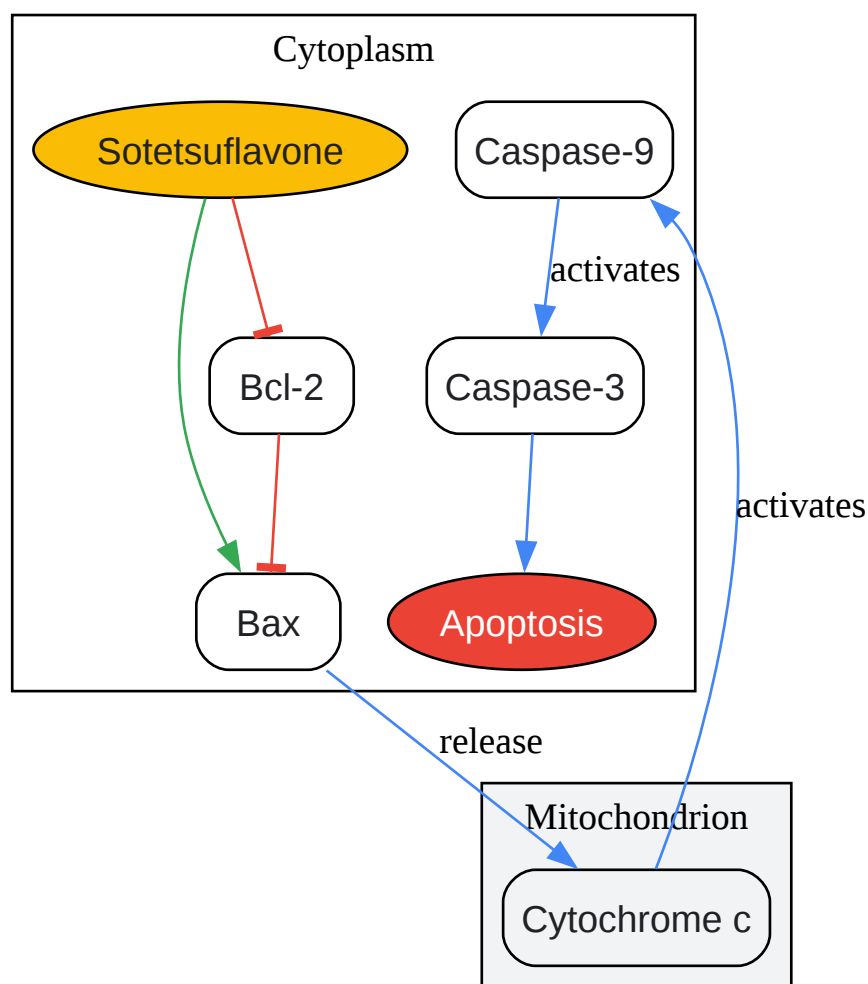 Cytoplasm
Sotetsuflavone
Caspase-9
activates
Bcl-2
Caspase-3
activates
Bax
Apoptosis
release
Mitochondrion
Cytochrome c